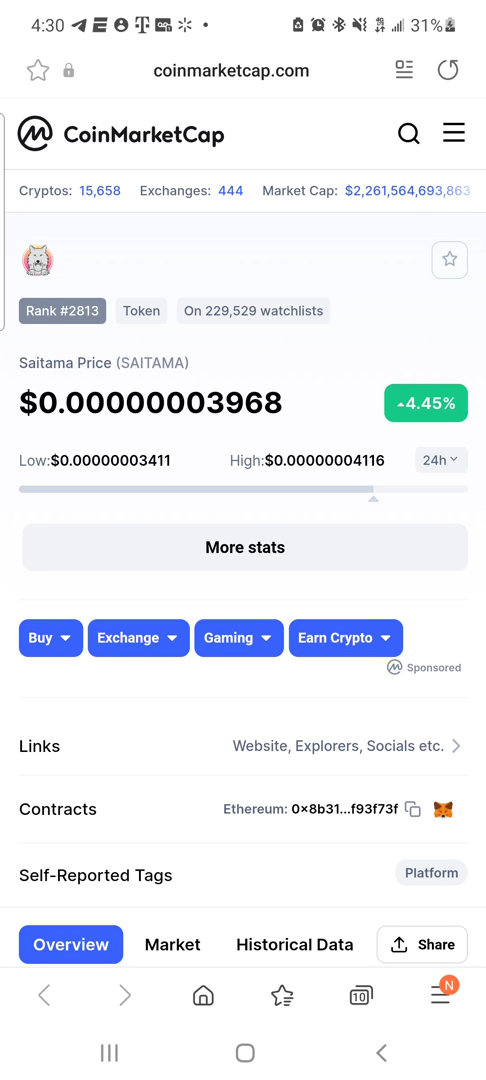 4:30
31%
coinmarketcap.com
CoinMarketCap
Cryptos: 15,658 Exchanges: 444 Market Cap: $2,261,564,693,863
Rank #2813 Token On 229,529 watchlists
Saitama Price (SAITAMA)
$0.00000003968 4.45%
Low:$0.00000003411 High:$0.00000004116 24h
More stats
Buy Exchange Gaming Earn Crypto
Sponsored
Links Website, Explorers, Socials etc.
Contracts Ethereum: 0x8b31...f93f73f
Self-Reported Tags Platform
Overview Market Historical Data Share
10 N